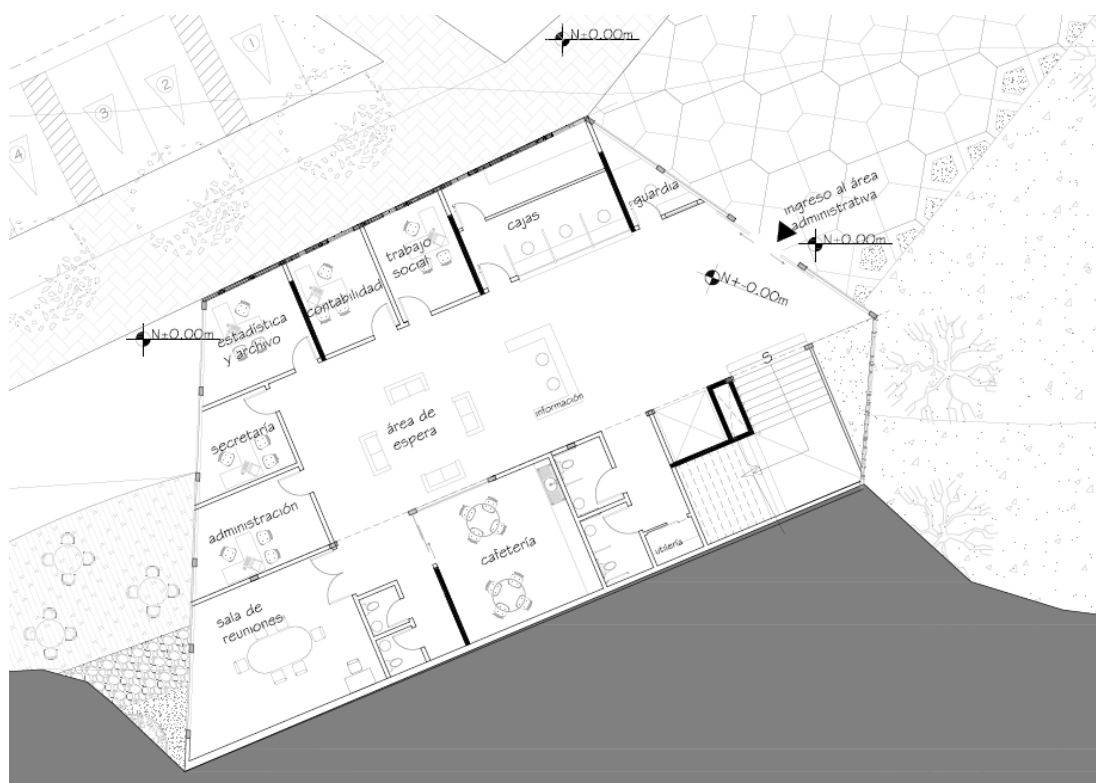 N±0.00m
1
2
3
4
ingreso al área
administrativa
N±0.00m
guardia
cajas
N+-0.00m
trabajo
social
contabilidad
N±0.00m
estadística
y archivo
S
información
área de
espera
secretaría
administración
cafetería
utilería
sala de
reuniones